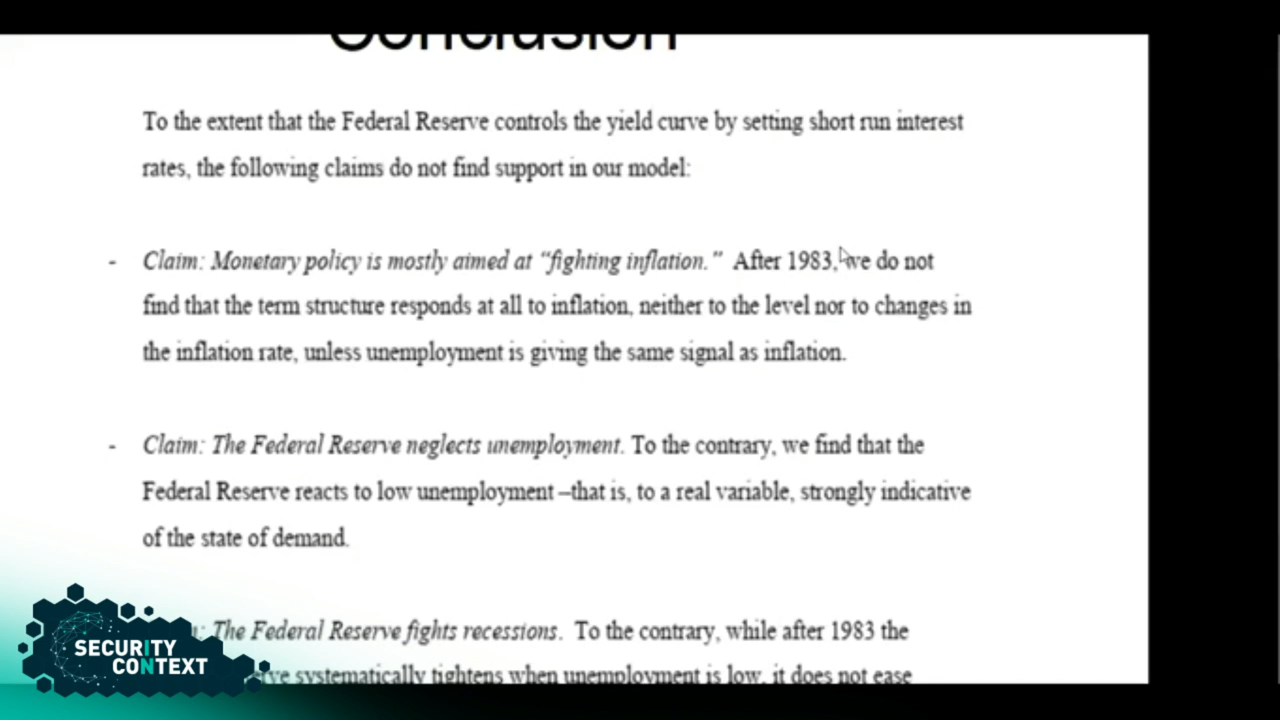 Conclusion
To the extent that the Federal Reserve controls the yield curve by setting short run interest
rates, the following claims do not find support in our model:
- Claim: Monetary policy is mostly aimed at “fighting inflation.” After 1983, we do not
find that the term structure responds at all to inflation, neither to the level nor to changes in
the inflation rate, unless unemployment is giving the same signal as inflation.
- Claim: The Federal Reserve neglects unemployment. To the contrary, we find that the
Federal Reserve reacts to low unemployment –that is, to a real variable, strongly indicative
of the state of demand.
: The Federal Reserve fights recessions. To the contrary, while after 1983 the
systematically tightens when unemployment is low, it does not ease
SECURITY
CONTEXT